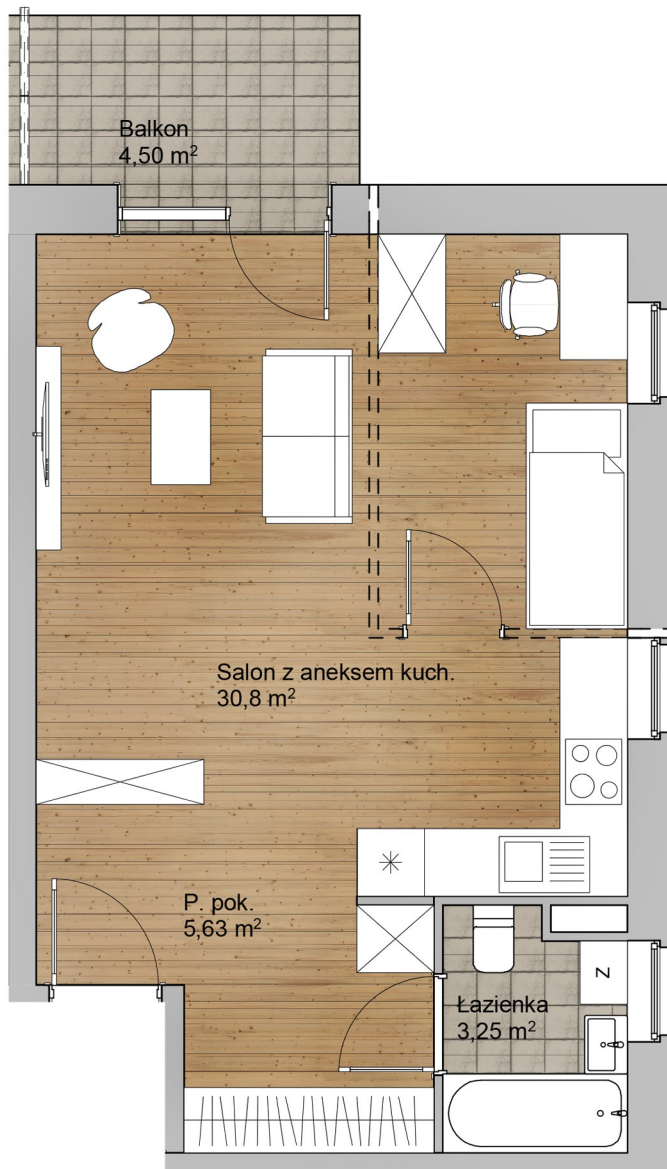 Balkon
4,50 m²
Salon z aneksem kuch.
30,8 m²
P. pok.
5,63 m²
Łazienka
3,25 m²
Z